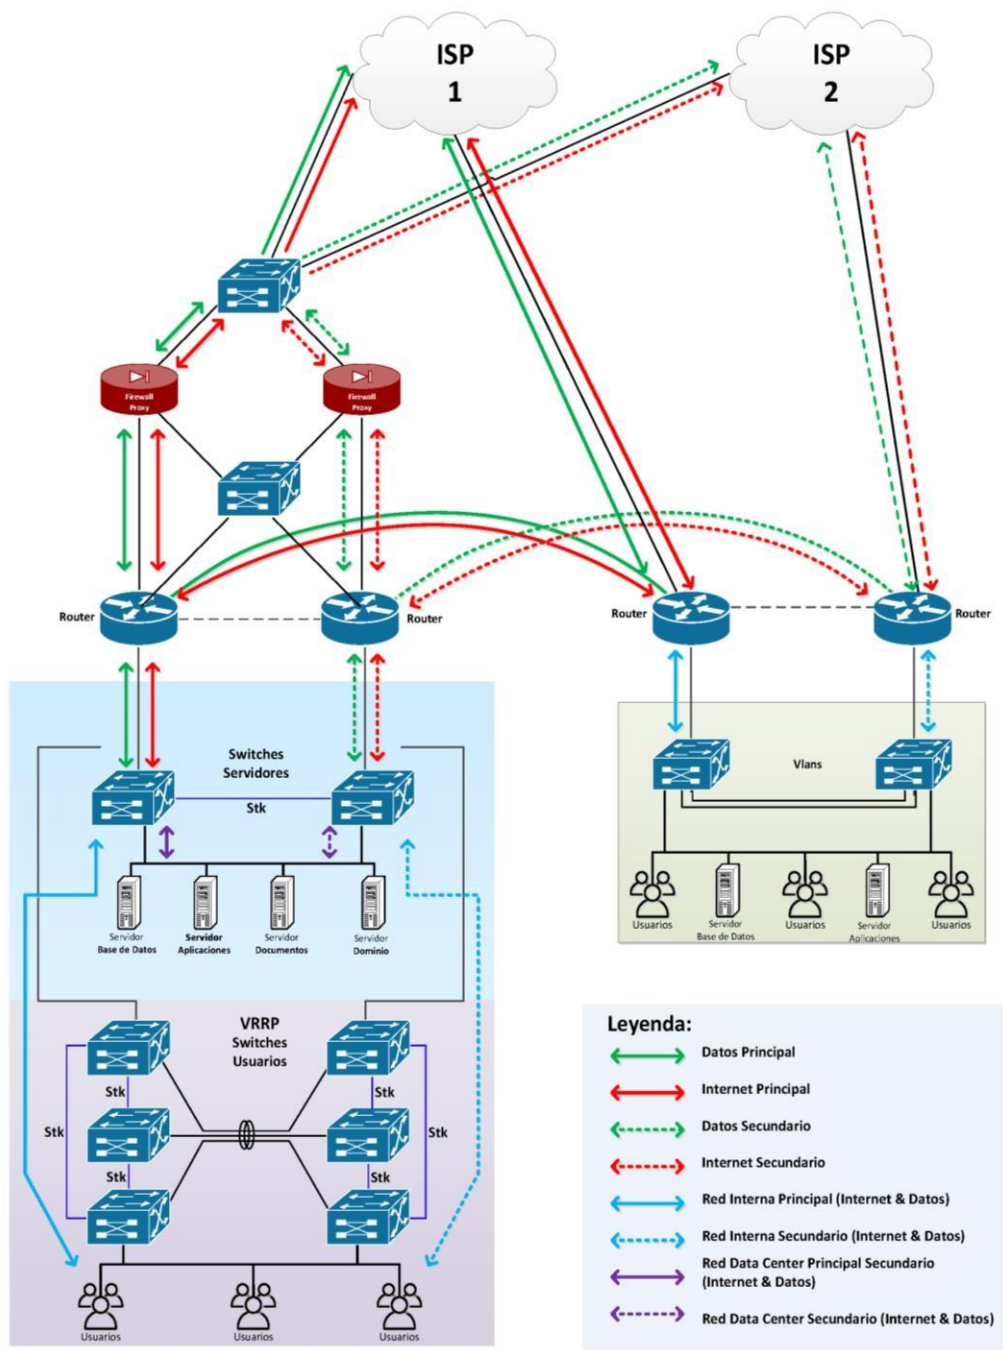 ISP
1
ISP
2
Firewall
Proxy
Firewall
Proxy
Router
Router
Router
Router
Switches
Servidores
Stk
Vlans
Servidor
Base de Datos
Servidor
Aplicaciones
Servidor
Documentos
Servidor
Dominio
Usuarios
Servidor
Base de Datos
Usuarios
Servidor
Aplicaciones
Usuarios
VRRP
Switches
Usuarios
Stk
Stk
Stk
Stk
Stk
Stk
Usuarios
Usuarios
Usuarios
Leyenda:
Datos Principal
Internet Principal
Datos Secundario
Internet Secundario
Red Interna Principal (Internet & Datos)
Red Interna Secundario (Internet & Datos)
Red Data Center Principal Secundario
(Internet & Datos)
Red Data Center Secundario (Internet & Datos)